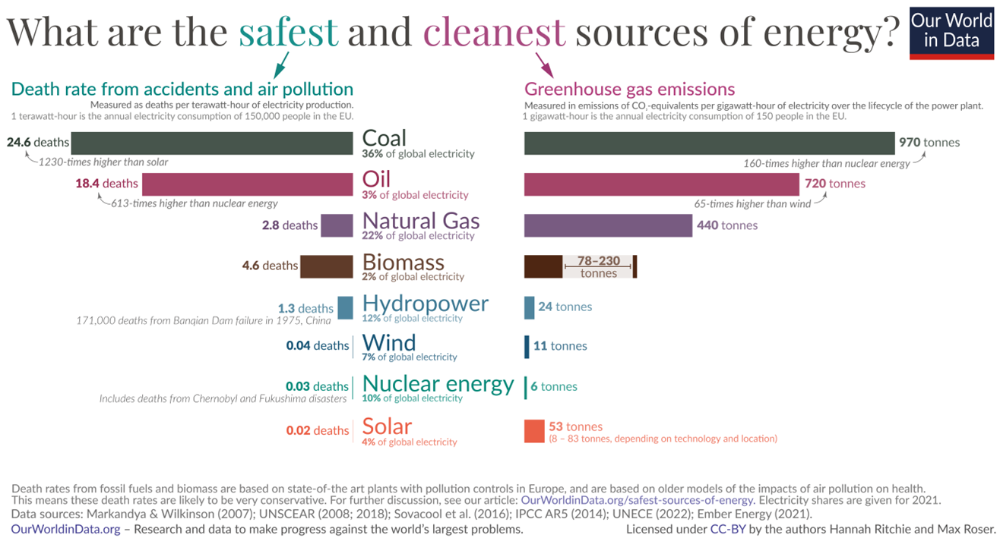 What are the safest and cleanest sources of energy?
Our World
in Data
Death rate from accidents and air pollution
Measured as deaths per terawatt-hour of electricity production.
1 terawatt-hour is the annual electricity consumption of 150,000 people in the EU.
Greenhouse gas emissions
Measured in emissions of CO₂-equivalents per gigawatt-hour of electricity over the lifecycle of the power plant.
1 gigawatt-hour is the annual electricity consumption of 150 people in the EU.
24.6 deaths
1230-times higher than solar
Coal
36% of global electricity
970 tonnes
160-times higher than nuclear energy
18.4 deaths
613-times higher than nuclear energy
Oil
3% of global electricity
720 tonnes
65-times higher than wind
2.8 deaths
Natural Gas
22% of global electricity
440 tonnes
4.6 deaths
Biomass
2% of global electricity
78–230
tonnes
1.3 deaths
171,000 deaths from Banqian Dam failure in 1975, China
Hydropower
12% of global electricity
24 tonnes
0.04 deaths
Wind
7% of global electricity
11 tonnes
0.03 deaths
Includes deaths from Chernobyl and Fukushima disasters
Nuclear energy
10% of global electricity
6 tonnes
0.02 deaths
Solar
4% of global electricity
53 tonnes
(8 – 83 tonnes, depending on technology and location)
Death rates from fossil fuels and biomass are based on state-of-the art plants with pollution controls in Europe, and are based on older models of the impacts of air pollution on health.
This means these death rates are likely to be very conservative. For further discussion, see our article: OurWorldinData.org/safest-sources-of-energy. Electricity shares are given for 2021.
Data sources: Markandya & Wilkinson (2007); UNSCEAR (2008; 2018); Sovacool et al. (2016); IPCC AR5 (2014); UNECE (2022); Ember Energy (2021).
OurWorldinData.org – Research and data to make progress against the world's largest problems.
Licensed under CC-BY by the authors Hannah Ritchie and Max Roser.